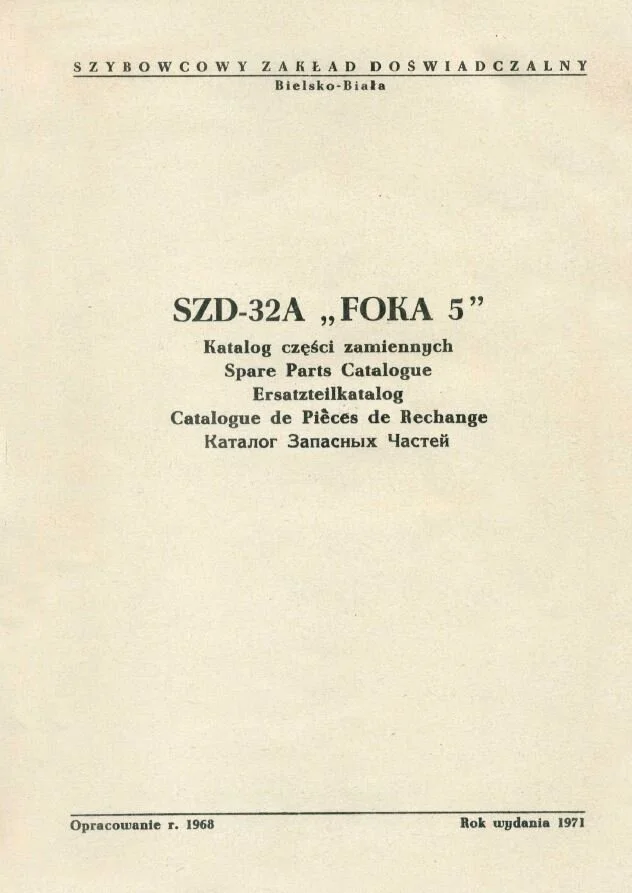 SZYBOWCOWY ZAKŁAD DOŚWIADCZALNY
Bielsko-Biała
SZD-32A „FOKA 5”
Katalog części zamiennych
Spare Parts Catalogue
Ersatzteilkatalog
Catalogue de Pièces de Rechange
Каталог Запасных Частей
Opracowanie r. 1968
Rok wydania 1971